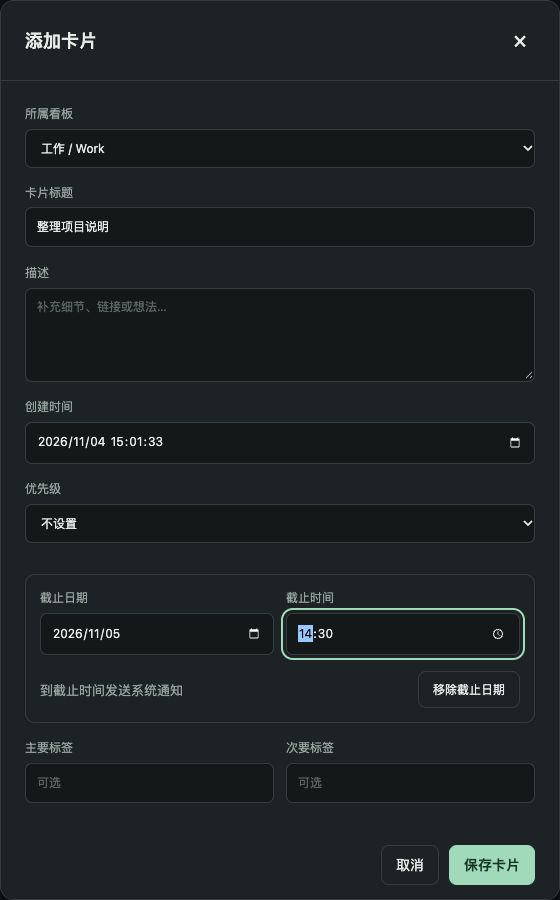 添加卡片
所属看板
工作 / Work
卡片标题
整理项目说明
描述
补充细节、链接或想法...
创建时间
2026/11/04 15:01:33
优先级
不设置
截止日期 截止时间
2026/11/05 14:30
到截止时间发送系统通知 移除截止日期
主要标签 次要标签
可选 可选
取消 保存卡片